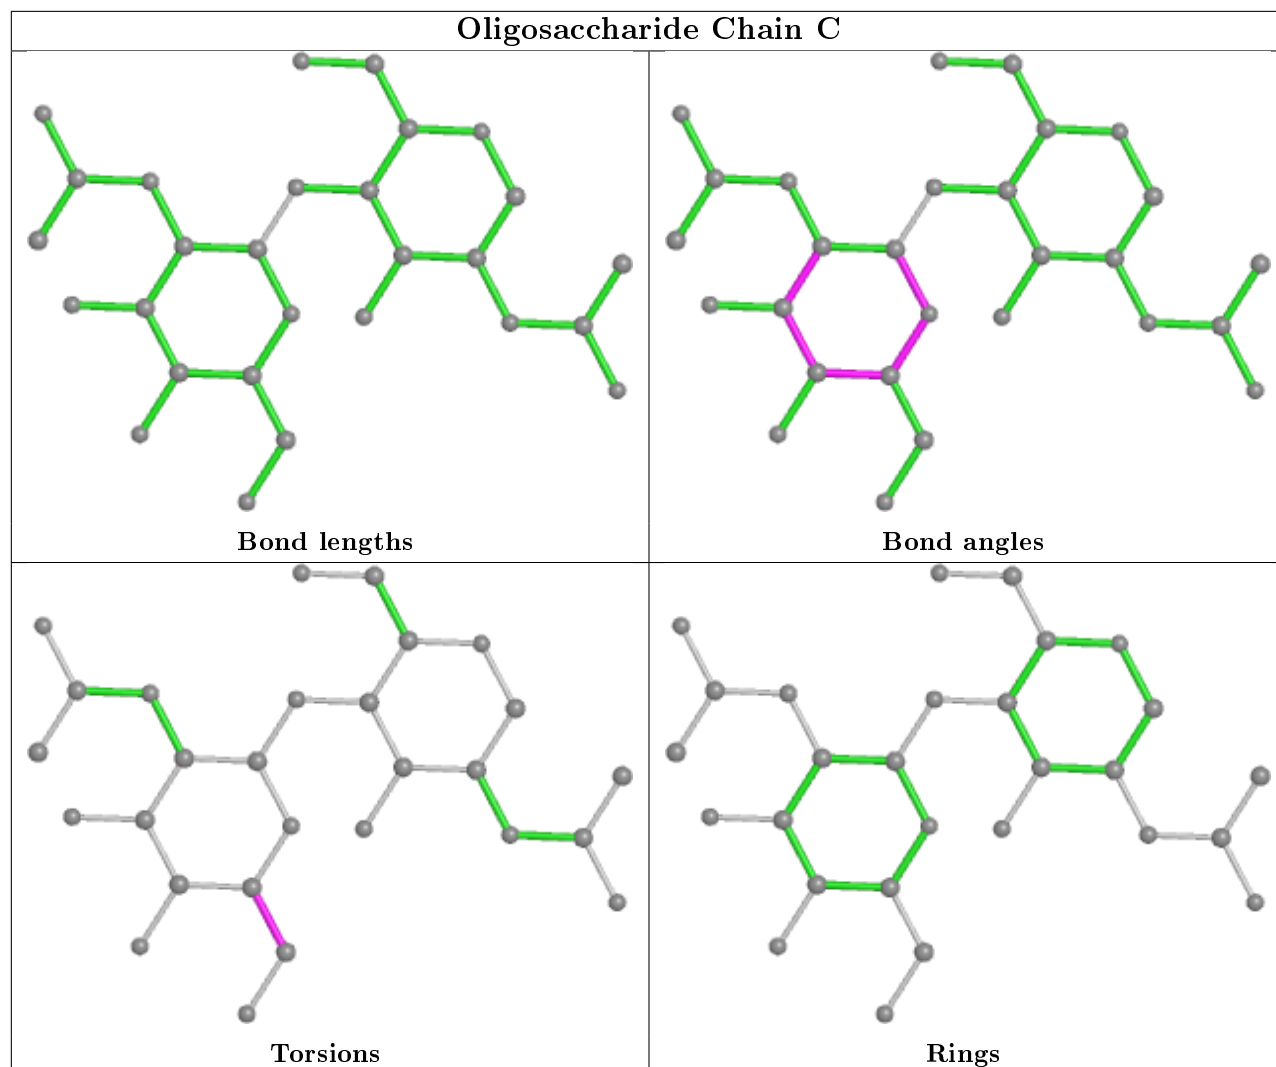 Oligosaccharide Chain C
Bond lengths
Bond angles
Torsions
Rings